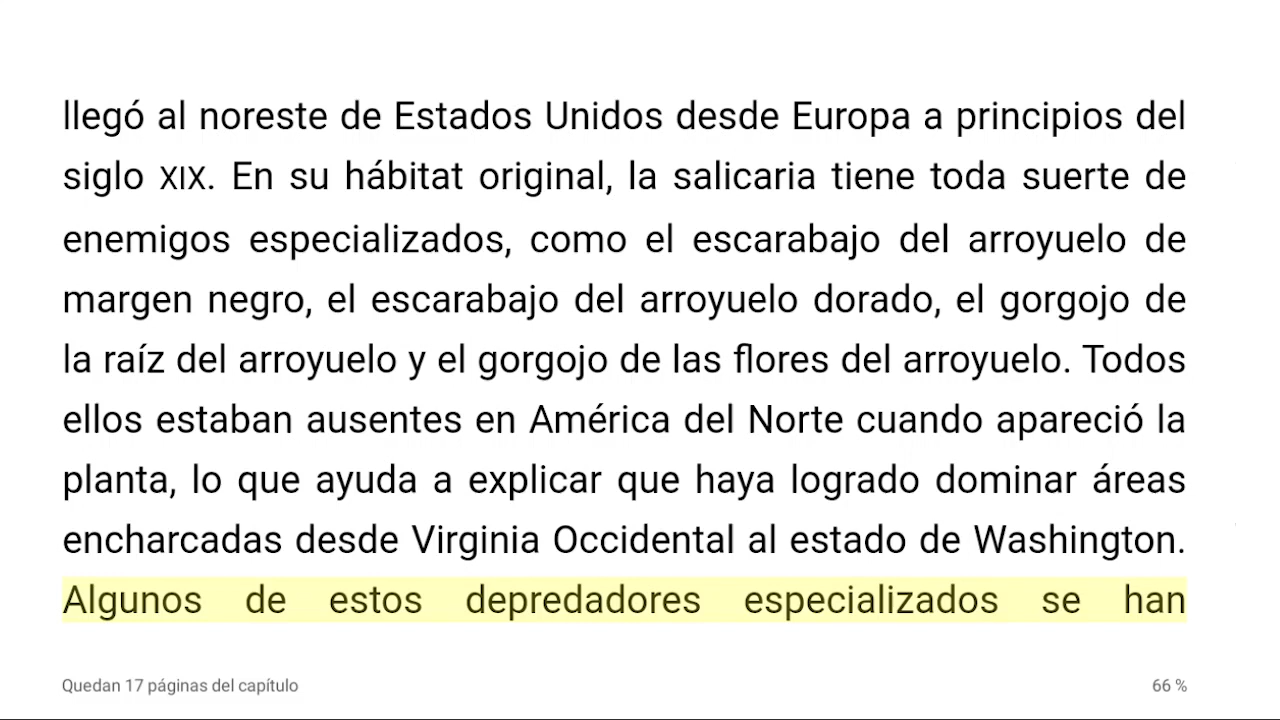 llegó al noreste de Estados Unidos desde Europa a principios del
siglo XIX. En su hábitat original, la salicaria tiene toda suerte de
enemigos especializados, como el escarabajo del arroyuelo de
margen negro, el escarabajo del arroyuelo dorado, el gorgojo de
la raíz del arroyuelo y el gorgojo de las flores del arroyuelo. Todos
ellos estaban ausentes en América del Norte cuando apareció la
planta, lo que ayuda a explicar que haya logrado dominar áreas
encharcadas desde Virginia Occidental al estado de Washington.
Algunos de estos depredadores especializados se han
Quedan 17 páginas del capítulo 66 %